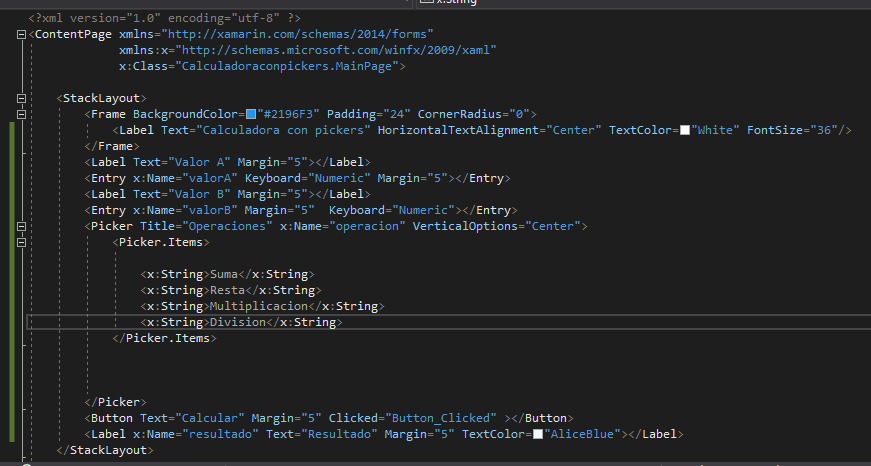 x:String
<?xml version="1.0" encoding="utf-8" ?>
<ContentPage xmlns="http://xamarin.com/schemas/2014/forms"
xmlns:x="http://schemas.microsoft.com/winfx/2009/xaml"
x:Class="Calculadoraconpickers.MainPage">
<StackLayout>
<Frame BackgroundColor="#2196F3" Padding="24" CornerRadius="0">
<Label Text="Calculadora con pickers" HorizontalTextAlignment="Center" TextColor="White" FontSize="36"/>
</Frame>
<Label Text="Valor A" Margin="5"></Label>
<Entry x:Name="valorA" Keyboard="Numeric" Margin="5"></Entry>
<Label Text="Valor B" Margin="5"></Label>
<Entry x:Name="valorB" Margin="5"  Keyboard="Numeric"></Entry>
<Picker Title="Operaciones" x:Name="operacion" VerticalOptions="Center">
<Picker.Items>
<x:String>Suma</x:String>
<x:String>Resta</x:String>
<x:String>Multiplicacion</x:String>
<x:String>Division</x:String>
</Picker.Items>
</Picker>
<Button Text="Calcular" Margin="5" Clicked="Button_Clicked" ></Button>
<Label x:Name="resultado" Text="Resultado" Margin="5" TextColor="AliceBlue"></Label>
</StackLayout>